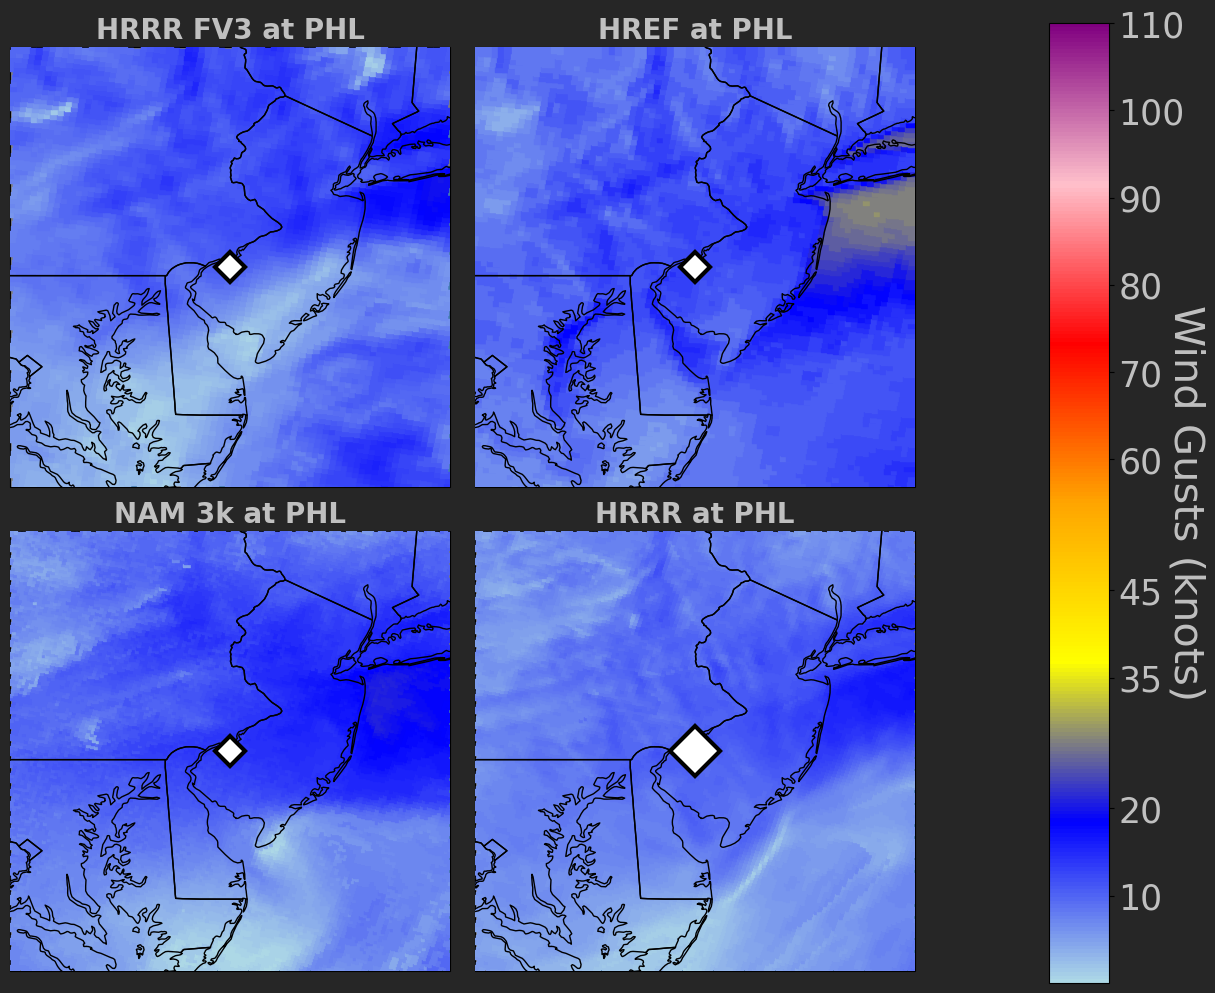 HRRR FV3 at PHL
HREF at PHL
NAM 3k at PHL
HRRR at PHL
110
100
90
80
70
60
45
35
20
10
Wind Gusts (knots)